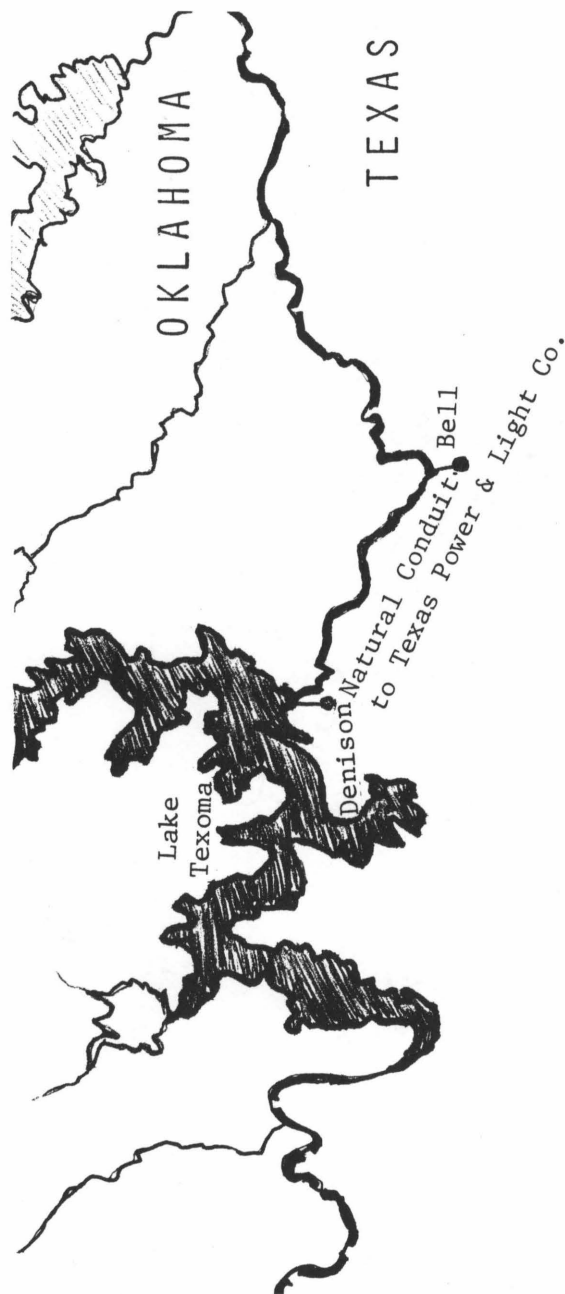 OKLAHOMA
TEXAS
Lake
Texoma
Denison
Natural Conduit
to Texas Power & Light Co.
Bell